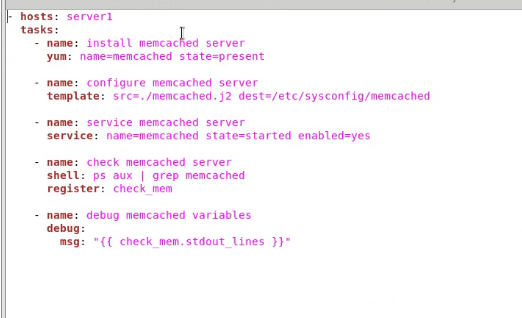 - hosts: server1
  tasks:
    - name: install memcached server
      yum: name=memcached state=present
    - name: configure memcached server
      template: src=./memcached.j2 dest=/etc/sysconfig/memcached
    - name: service memcached server
      service: name=memcached state=started enabled=yes
    - name: check memcached server
      shell: ps aux | grep memcached
      register: check_mem
    - name: debug memcached variables
      debug:
        msg: "{{ check_mem.stdout_lines }}"